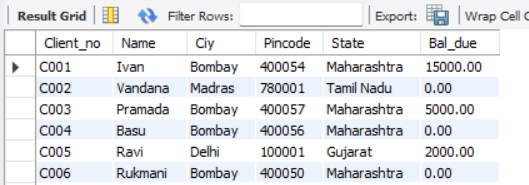 Result Grid Filter Rows: Export: Wrap Cell C
Client_no Name Ciy Pincode State Bal_due
C001 Ivan Bombay 400054 Maharashtra 15000.00
C002 Vandana Madras 780001 Tamil Nadu 0.00
C003 Pramada Bombay 400057 Maharashtra 5000.00
C004 Basu Bombay 400056 Maharashtra 0.00
C005 Ravi Delhi 100001 Gujarat 2000.00
C006 Rukmani Bombay 400050 Maharashtra 0.00